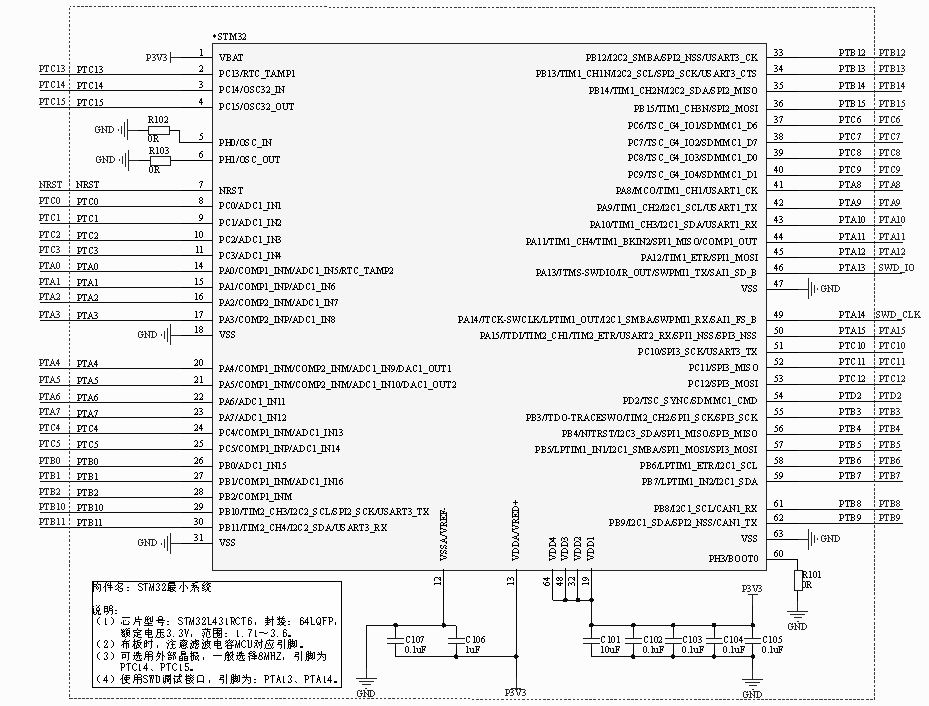 *STM32
P3V3 1 VBAT
PTC13 PTC13 2 PC13/RTC_TAMP1
PTC14 PTC14 3 PC14/OSC32_IN
PTC15 PTC15 4 PC15/OSC32_OUT
GND R102 0R 5 PH0/OSC_IN
GND R103 0R 6 PH1/OSC_OUT
NRST NRST 7 NRST
PTC0 PTC0 8 PC0/ADC1_IN1
PTC1 PTC1 9 PC1/ADC1_IN2
PTC2 PTC2 10 PC2/ADC1_IN3
PTC3 PTC3 11 PC3/ADC1_IN4
PTA0 PTA0 14 PA0/COMP1_INM/ADC1_IN5/RTC_TAMP2
PTA1 PTA1 15 PA1/COMP1_INP/ADC1_IN6
PTA2 PTA2 16 PA2/COMP2_INM/ADC1_IN7
PTA3 PTA3 17 PA3/COMP2_INP/ADC1_IN8
GND 18 VSS
PTA4 PTA4 20 PA4/COMP1_INM/COMP2_INM/ADC1_IN9/DAC1_OUT1
PTA5 PTA5 21 PA5/COMP1_INM/COMP2_INM/ADC1_IN10/DAC1_OUT2
PTA6 PTA6 22 PA6/ADC1_IN11
PTA7 PTA7 23 PA7/ADC1_IN12
PTC4 PTC4 24 PC4/COMP1_INM/ADC1_IN13
PTC5 PTC5 25 PC5/COMP1_INP/ADC1_IN14
PTB0 PTB0 26 PB0/ADC1_IN15
PTB1 PTB1 27 PB1/COMP1_INM/ADC1_IN16
PTB2 PTB2 28 PB2/COMP1_INM
PTB10 PTB10 29 PB10/TIM2_CH3/I2C2_SCL/SPI2_SCK/USART3_TX
PTB11 PTB11 30 PB11/TIM2_CH4/I2C2_SDA/USART3_RX
GND 31 VSS
PB12/I2C2_SMBA/SPI2_NSS/USART3_CK 33 PTB12 PTB12
PB13/TIM1_CH1N/I2C2_SCL/SPI2_SCK/USART3_CTS 34 PTB13 PTB13
PB14/TIM1_CH2N/I2C2_SDA/SPI2_MISO 35 PTB14 PTB14
PB15/TIM1_CH3N/SPI2_MOSI 36 PTB15 PTB15
PC6/TSC_G4_IO1/SDMMC1_D6 37 PTC6 PTC6
PC7/TSC_G4_IO2/SDMMC1_D7 38 PTC7 PTC7
PC8/TSC_G4_IO3/SDMMC1_D0 39 PTC8 PTC8
PC9/TSC_G4_IO4/SDMMC1_D1 40 PTC9 PTC9
PA8/MCO/TIM1_CH1/USART1_CK 41 PTA8 PTA8
PA9/TIM1_CH2/I2C1_SCL/USART1_TX 42 PTA9 PTA9
PA10/TIM1_CH3/I2C1_SDA/USART1_RX 43 PTA10 PTA10
PA11/TIM1_CH4/TIM1_BKIN2/SPI1_MISO/COMP1_OUT 44 PTA11 PTA11
PA12/TIM1_ETR/SPI1_MOSI 45 PTA12 PTA12
PA13/JTMS-SWDIO/IR_OUT/SWPMI1_TX/SAI1_SD_B 46 PTA13 SWD_IO
VSS 47 GND
PA14/JTCK-SWCLK/LPTIM1_OUT/I2C1_SMBA/SWPMI1_RX/SAI1_FS_B 49 PTA14 SWD_CLK
PA15/JTDI/TIM2_CH1/TIM2_ETR/USART2_RX/SPI1_NSS/SPI3_NSS 50 PTA15 PTA15
PC10/SPI3_SCK/USART3_TX 51 PTC10 PTC10
PC11/SPI3_MISO 52 PTC11 PTC11
PC12/SPI3_MOSI 53 PTC12 PTC12
PD2/TSC_SYNC/SDMMC1_CMD 54 PTD2 PTD2
PB3/JTDO-TRACESWO/TIM2_CH2/SPI1_SCK/SPI3_SCK 55 PTB3 PTB3
PB4/NJTRST/I2C3_SDA/SPI1_MISO/SPI3_MISO 56 PTB4 PTB4
PB5/LPTIM1_IN1/I2C1_SMBA/SPI1_MOSI/SPI3_MOSI 57 PTB5 PTB5
PB6/LPTIM1_ETR/I2C1_SCL 58 PTB6 PTB6
PB7/LPTIM1_IN2/I2C1_SDA 59 PTB7 PTB7
PB8/I2C1_SCL/CAN1_RX 61 PTB8 PTB8
PB9/I2C1_SDA/SPI2_NSS/CAN1_TX 62 PTB9 PTB9
VSS 63 GND
PH3/BOOT0 60
R101
0R
GND
VSSA/VREF- 12
VDDA/VREF+ 13
VDD4 64
VDD3 48
VDD2 32
VDD1 19
C107 0.1uF
C106 1uF
GND
P3V3
P3V3
C101 10uF
C102 0.1uF
C103 0.1uF
C104 0.1uF
C105 0.1uF
GND
构件名：STM32最小系统
说明：
（1）芯片型号：STM32L431RCT6，封装：64LQFP，
额定电压3.3V，范围：1.71~3.6。
（2）布板时，注意滤波电容MCU对应引脚。
（3）可选用外部晶振，一般选择8MHZ，引脚为
PTC14、PTC15。
（4）使用SWD调试接口，引脚为：PTA13、PTA14。